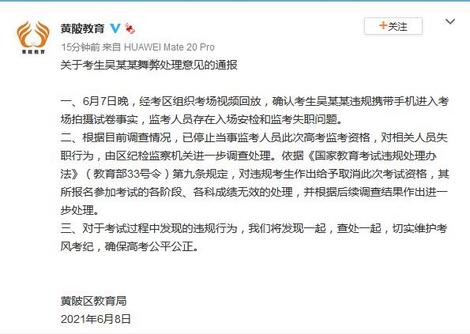 黄陂教育
15分钟前 来自 HUAWEI Mate 20 Pro
+关注
黄陂教育
关于考生吴某某舞弊处理意见的通报
一、6月7日晚，经考区组织考场视频回放，确认考生吴某某违规携带手机进入考
场拍摄试卷事实，监考人员存在入场安检和监考失职问题。
二、根据目前调查情况，已停止当事监考人员此次高考监考资格，对相关人员失
职行为，由区纪检监察机关进一步调查处理。依据《国家教育考试违规处理办
法》（教育部33号令）第九条规定，对违规考生作出给予取消此次考试资格，其
所报名参加考试的各阶段、各科成绩无效的处理，并根据后续调查结果作出进一
步处理。
三、对于考试过程中发现的违规行为，我们将发现一起，查处一起，切实维护考
风考纪，确保高考公平公正。
黄陂区教育局
2021年6月8日